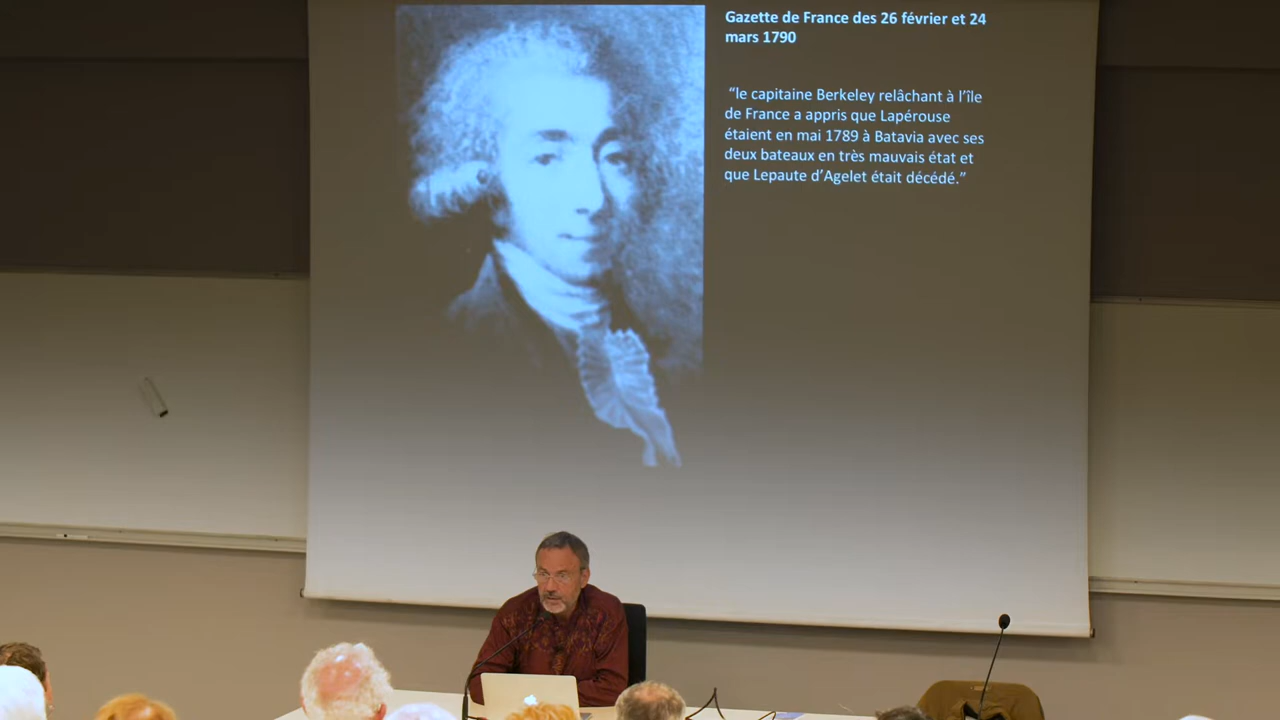 Gazette de France des 26 février et 24
mars 1790
“le capitaine Berkeley relâchant à l’île
de France a appris que Lapérouse
étaient en mai 1789 à Batavia avec ses
deux bateaux en très mauvais état et
que Lepaute d’Agelet était décédé.”